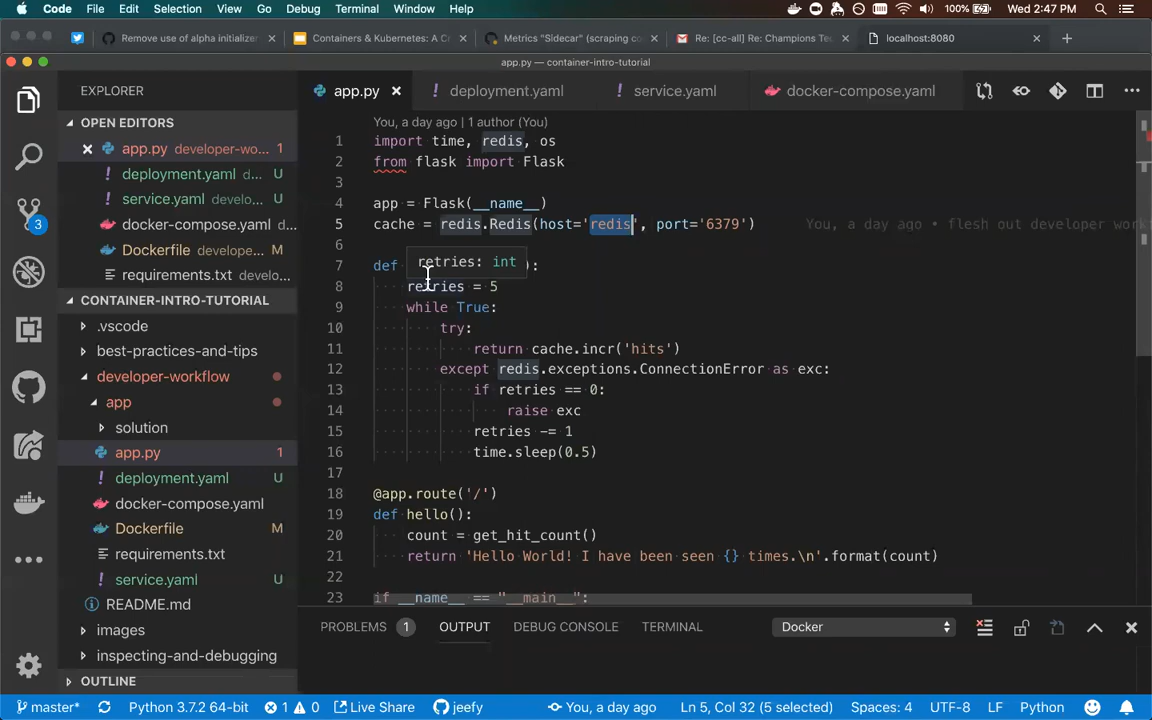 Code File Edit Selection View Go Debug Terminal Window Help 100% Wed 2:47 PM
Remove use of alpha initialize × Containers & Kubernetes: A C × Metrics "Sidecar" (scraping co × Re: [cc-all] Re: Champions Te × localhost:8080 × +
app.py — container-intro-tutorial
EXPLORER
app.py × ! deployment.yaml ! service.yaml docker-compose.yaml
OPEN EDITORS
× app.py developer-wo... 1
! deployment.yaml d... U
! service.yaml develo... U
docker-compose.yaml
Dockerfile developer... M
requirements.txt dev...
CONTAINER-INTRO-TUTORIAL
.vscode
best-practices-and-tips
developer-workflow
app
solution
app.py 1
! deployment.yaml U
docker-compose.yaml
Dockerfile M
requirements.txt
! service.yaml U
README.md
images
inspecting-and-debugging
OUTLINE
3
You, a day ago | 1 author (You)
1 import time, redis, os
2 from flask import Flask
3
4 app = Flask(__name__)
5 cache = redis.Redis(host='redis', port='6379') You, a day ago • flesh out developer work
6
retries: int
7 def ):
8 retries = 5
9 while True:
10 try:
11 return cache.incr('hits')
12 except redis.exceptions.ConnectionError as exc:
13 if retries == 0:
14 raise exc
15 retries -= 1
16 time.sleep(0.5)
17
18 @app.route('/')
19 def hello():
20 count = get_hit_count()
21 return 'Hello World! I have been seen {} times.\n'.format(count)
22
23 if __name__ == "__main__":
PROBLEMS 1 OUTPUT DEBUG CONSOLE TERMINAL Docker
master* Python 3.7.2 64-bit 1 0 Live Share jeefy You, a day ago Ln 5, Col 32 (5 selected) Spaces: 4 UTF-8 LF Python